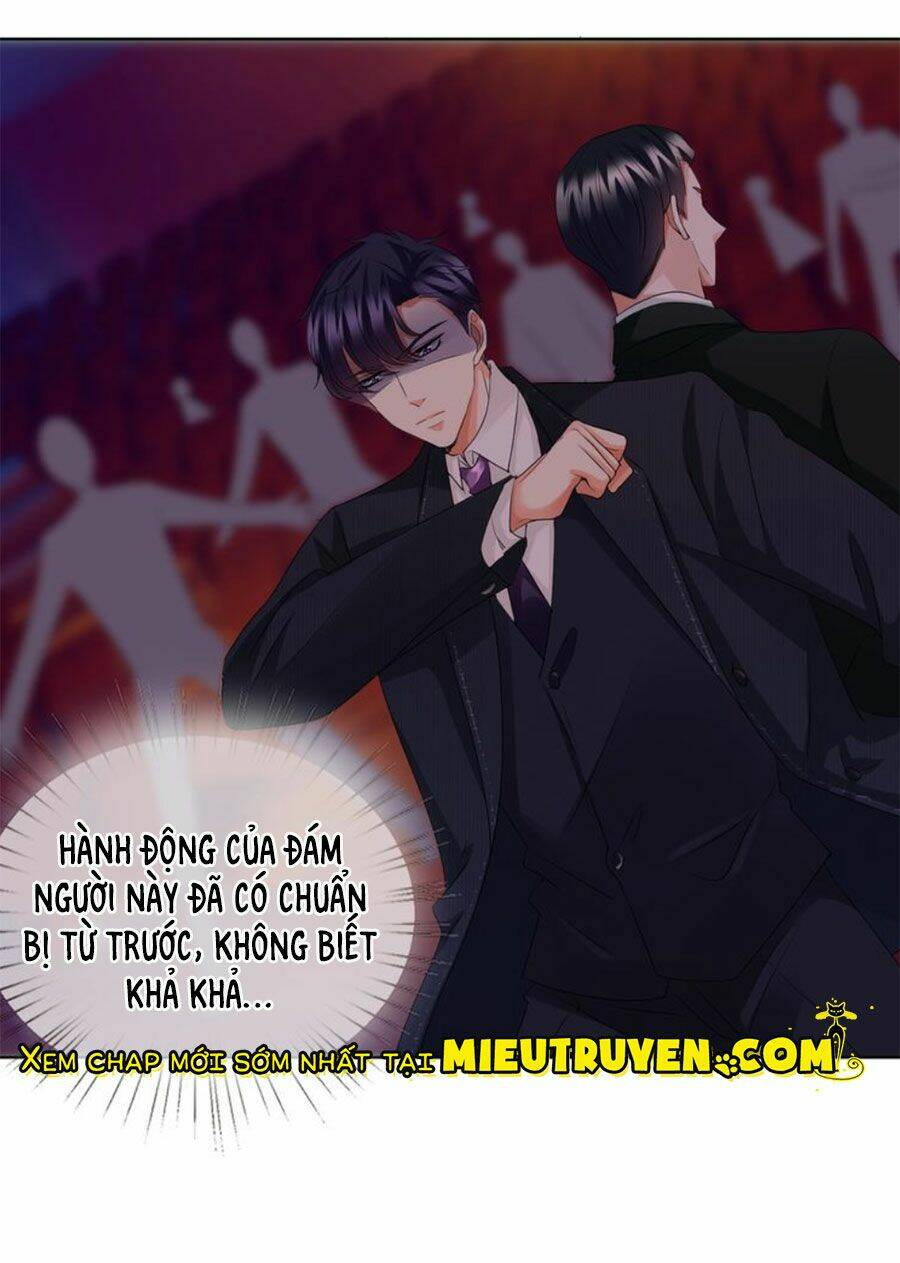 HÀNH ĐỘNG CỦA ĐÁM
NGƯỜI NÀY ĐÃ CÓ CHUẨN
BỊ TỪ TRƯỚC, KHÔNG BIẾT
KHẢ KHẢ...
XEM CHAP MỚI SỚM NHẤT TẠI MIEUTRUYEN.COM